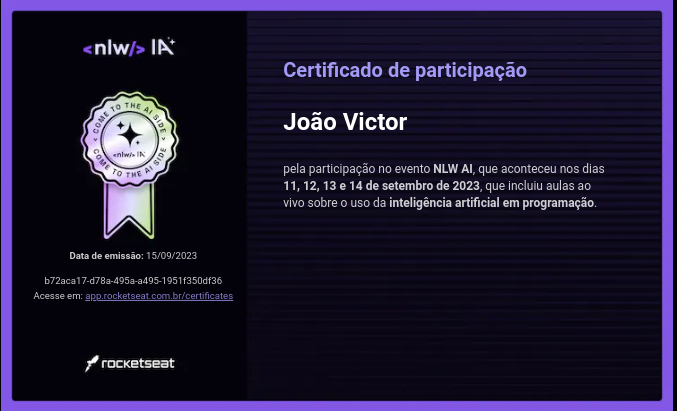 <nlw/> IA
< COME TO THE AI SIDE >
COME TO THE AI SIDE
<nlw/> IA
Data de emissão: 15/09/2023
b72aca17-d78a-495a-a495-1951f350df36
Acesse em: app.rocketseat.com.br/certificates
rocketseat
Certificado de participação
João Victor
pela participação no evento NLW AI, que aconteceu nos dias
11, 12, 13 e 14 de setembro de 2023, que incluiu aulas ao
vivo sobre o uso da inteligência artificial em programação.